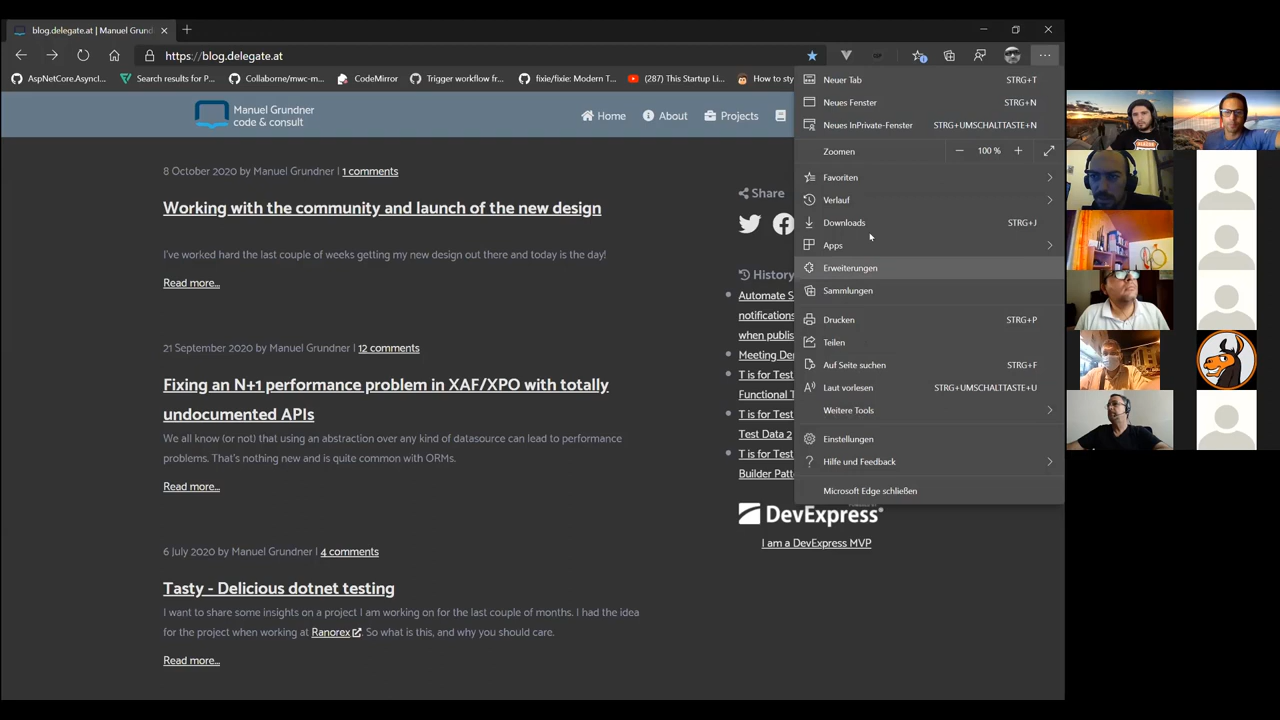 blog.delegate.at | Manuel Grund
https://blog.delegate.at
AspNetCore.AsyncI...
Search results for P...
Collaborne/mwc-m...
CodeMirror
Trigger workflow fr...
fixie/fixie: Modern T...
(287) This Startup Li...
How to sty
Manuel Grundner
code & consult
Home
About
Projects
8 October 2020 by Manuel Grundner | 1 comments
Working with the community and launch of the new design
I've worked hard the last couple of weeks getting my new design out there and today is the day!
Read more...
21 September 2020 by Manuel Grundner | 12 comments
Fixing an N+1 performance problem in XAF/XPO with totally
undocumented APIs
We all know (or not) that using an abstraction over any kind of datasource can lead to performance
problems. That's nothing new and is quite common with ORMs.
Read more...
6 July 2020 by Manuel Grundner | 4 comments
Tasty - Delicious dotnet testing
I want to share some insights on a project I am working on for the last couple of months. I had the idea
for the project when working at Ranorex. So what is this, and why you should care.
Read more...
Share
History
Automate S
notifications
when publis
Meeting De
T is for Test
Functional T
T is for Test
Test Data 2
T is for Test
Builder Patt
DevExpress
I am a DevExpress MVP
Neuer Tab STRG+T
Neues Fenster STRG+N
Neues InPrivate-Fenster STRG+UMSCHALTTASTE+N
Zoomen 100 %
Favoriten
Verlauf
Downloads STRG+J
Apps
Erweiterungen
Sammlungen
Drucken STRG+P
Teilen
Auf Seite suchen STRG+F
Laut vorlesen STRG+UMSCHALTTASTE+U
Weitere Tools
Einstellungen
Hilfe und Feedback
Microsoft Edge schließen